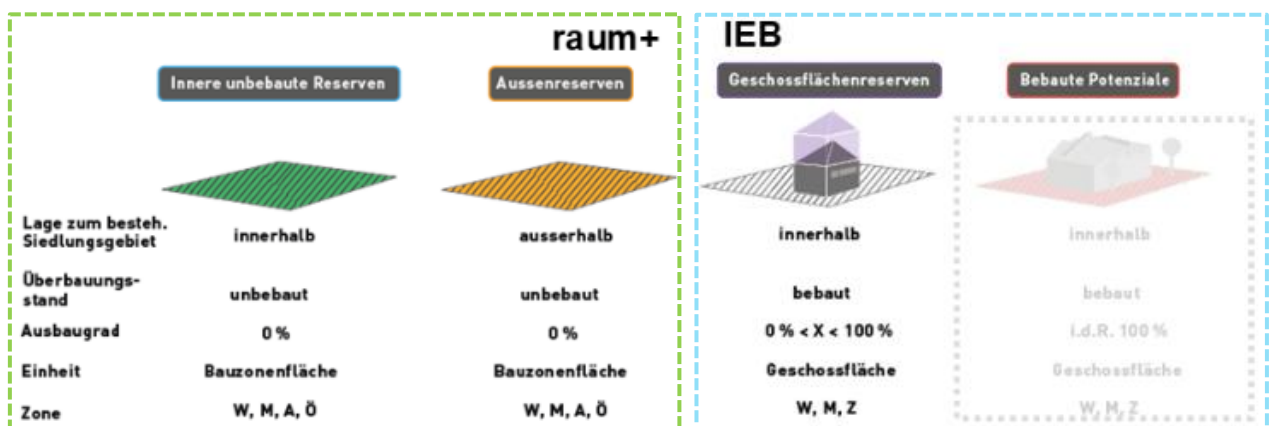 raum+ IEB
Innere unbebaute Reserven Aussenreserven Geschossflächenreserven Bebaute Potenziale
Lage zum besteh.
Siedlungsgebiet innerhalb ausserhalb innerhalb innerhalb
Überbauungs-
stand unbebaut unbebaut bebaut bebaut
Ausbaugrad 0 % 0 % 0 % < X < 100 % i.d.R. 100 %
Einheit Bauzonenfläche Bauzonenfläche Geschossfläche Geschossfläche
Zone W, M, A, Ö W, M, A, Ö W, M, Z W, M, Z